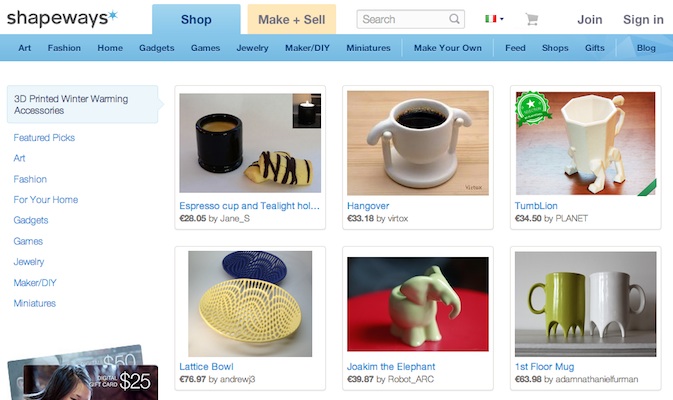 shapeways*
Shop
Make + Sell
Search
Join
Sign in
Art
Fashion
Home
Gadgets
Games
Jewelry
Maker/DIY
Miniatures
Make Your Own
Feed
Shops
Gifts
Blog
3D Printed Winter Warming
Accessories
Featured Picks
Art
Fashion
For Your Home
Gadgets
Games
Jewelry
Maker/DIY
Miniatures
$50
DIGITAL
GIFT CARD
$25
Espresso cup and Tealight hol...
€28.05 by Jane_S
Virtox
Hangover
€33.18 by virtox
TumbLion
€34.50 by PLANET
Lattice Bowl
€76.97 by andrewj3
Joakim the Elephant
€39.87 by Robot_ARC
1st Floor Mug
€63.98 by adamnathanielfurman